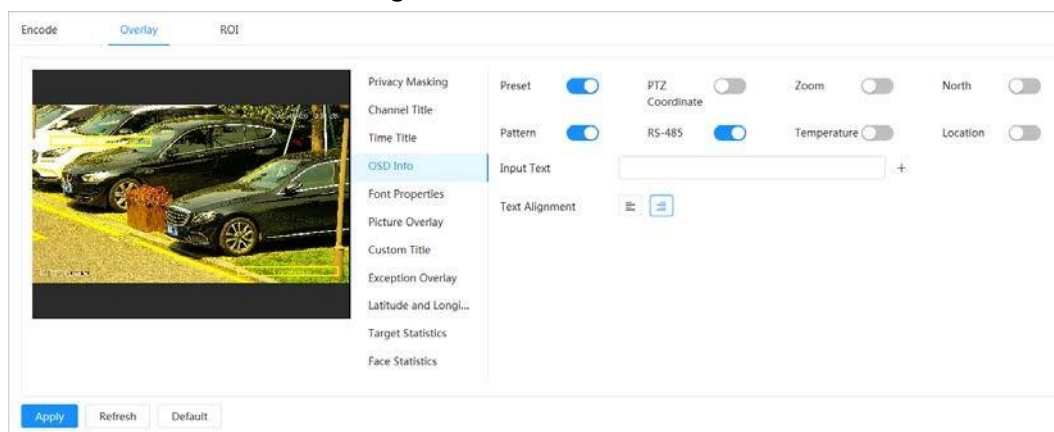 Encode Overlay ROI
Privacy Masking
Channel Title
Time Title
OSD Info
Font Properties
Picture Overlay
Custom Title
Exception Overlay
Latitude and Longi...
Target Statistics
Face Statistics
Preset PTZ Coordinate Zoom North
Pattern RS-485 Temperature Location
Input Text +
Text Alignment
Apply Refresh Default